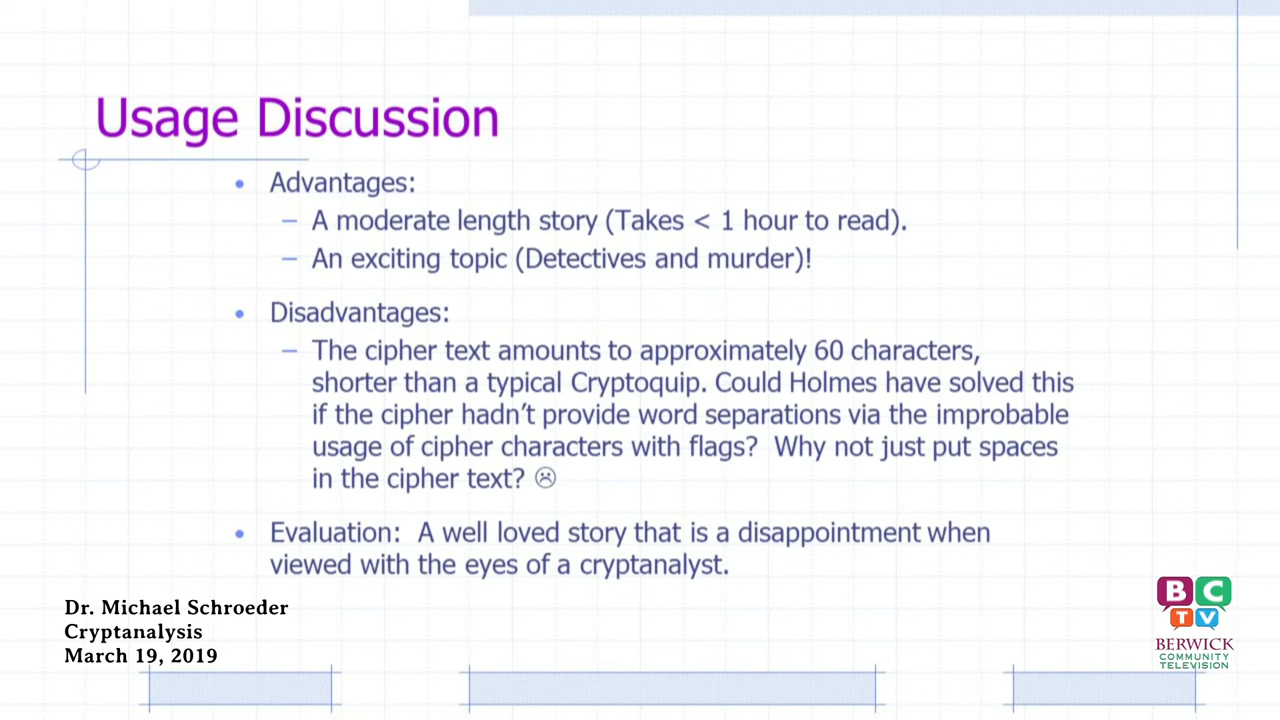 Usage Discussion
• Advantages:
– A moderate length story (Takes < 1 hour to read).
– An exciting topic (Detectives and murder)!
• Disadvantages:
– The cipher text amounts to approximately 60 characters,
shorter than a typical Cryptoquip. Could Holmes have solved this
if the cipher hadn’t provide word separations via the improbable
usage of cipher characters with flags?  Why not just put spaces
in the cipher text? ☹
• Evaluation:  A well loved story that is a disappointment when
viewed with the eyes of a cryptanalyst.
Dr. Michael Schroeder
Cryptanalysis
March 19, 2019
B C
T V
BERWICK
COMMUNITY
TELEVISION